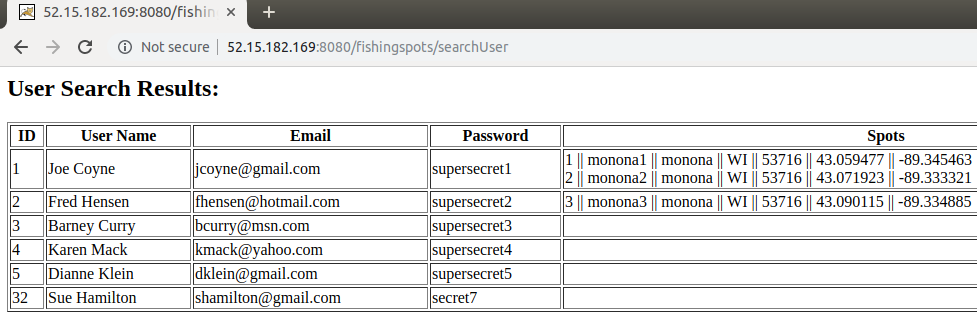 52.15.182.169:8080/fishin
Not secure 52.15.182.169:8080/fishingspots/searchUser
User Search Results:
ID User Name Email Password Spots
1 Joe Coyne jcoyne@gmail.com supersecret1 1 || monona1 || monona || WI || 53716 || 43.059477 || -89.345463
2 || monona2 || monona || WI || 53716 || 43.071923 || -89.333321
2 Fred Hensen fhensen@hotmail.com supersecret2 3 || monona3 || monona || WI || 53716 || 43.090115 || -89.334885
3 Barney Curry bcurry@msn.com supersecret3
4 Karen Mack kmack@yahoo.com supersecret4
5 Dianne Klein dklein@gmail.com supersecret5
32 Sue Hamilton shamilton@gmail.com secret7